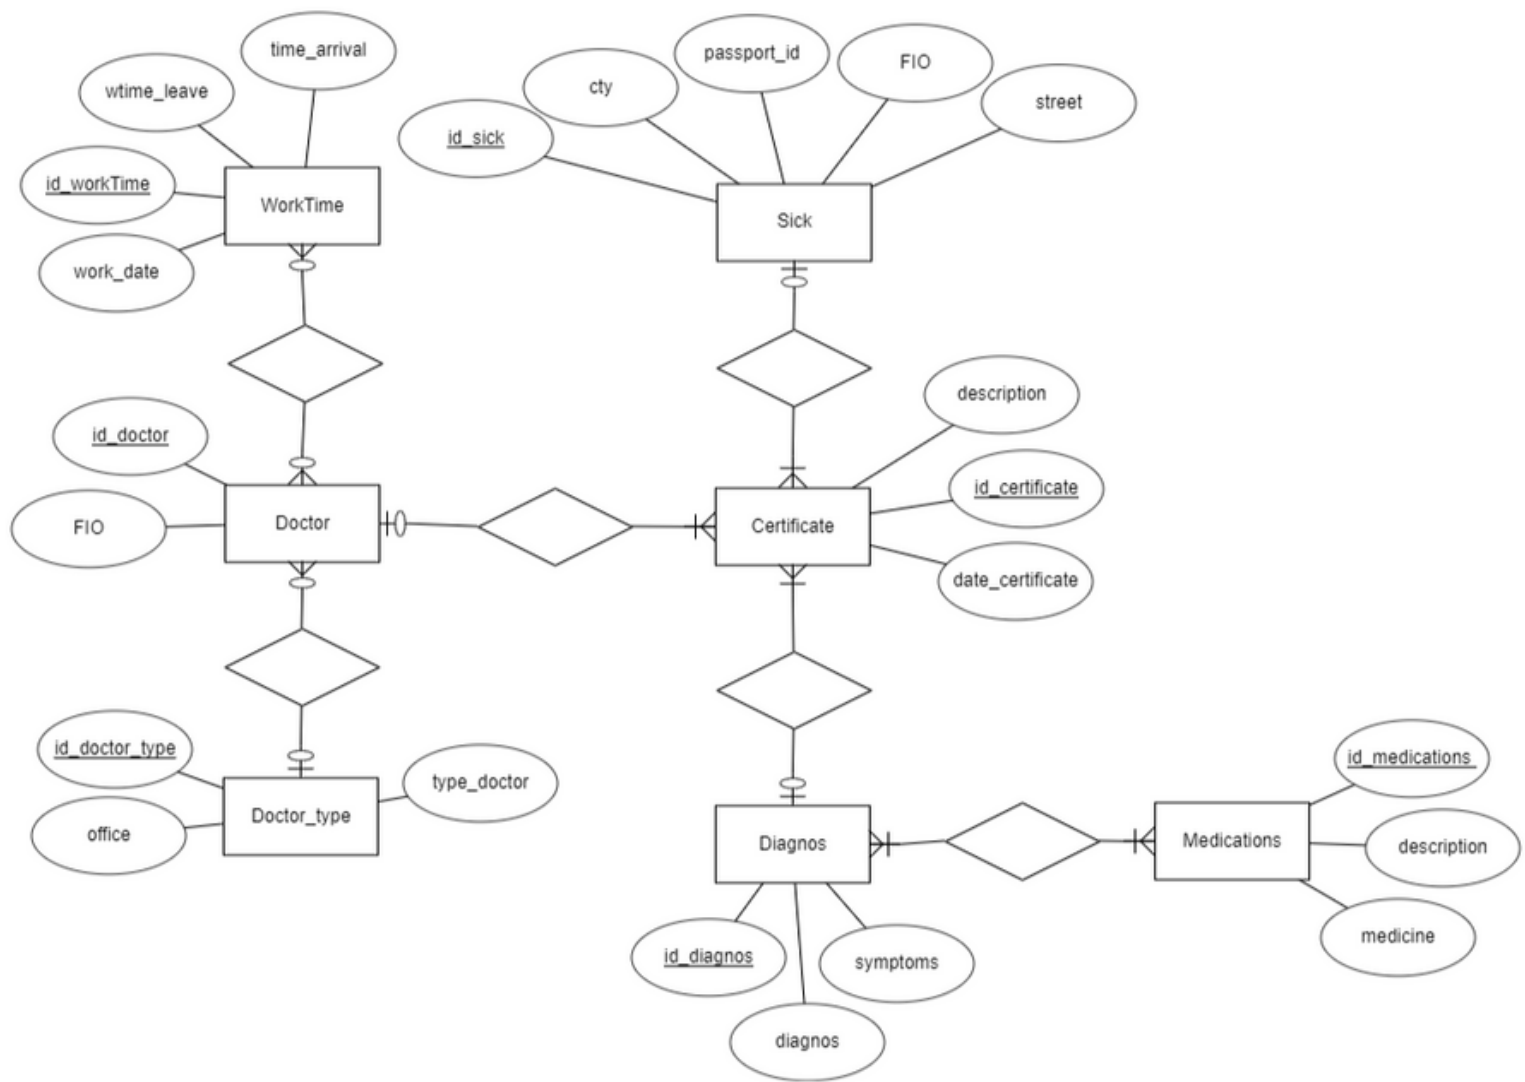 time_arrival
wtime_leave
id_workTime
work_date
WorkTime
passport_id
FIO
cty
street
id_sick
Sick
id_doctor
FIO
Doctor
description
id_certificate
date_certificate
Certificate
id_doctor_type
office
type_doctor
Doctor_type
Diagnos
id_diagnos
symptoms
diagnos
id_medications
description
medicine
Medications